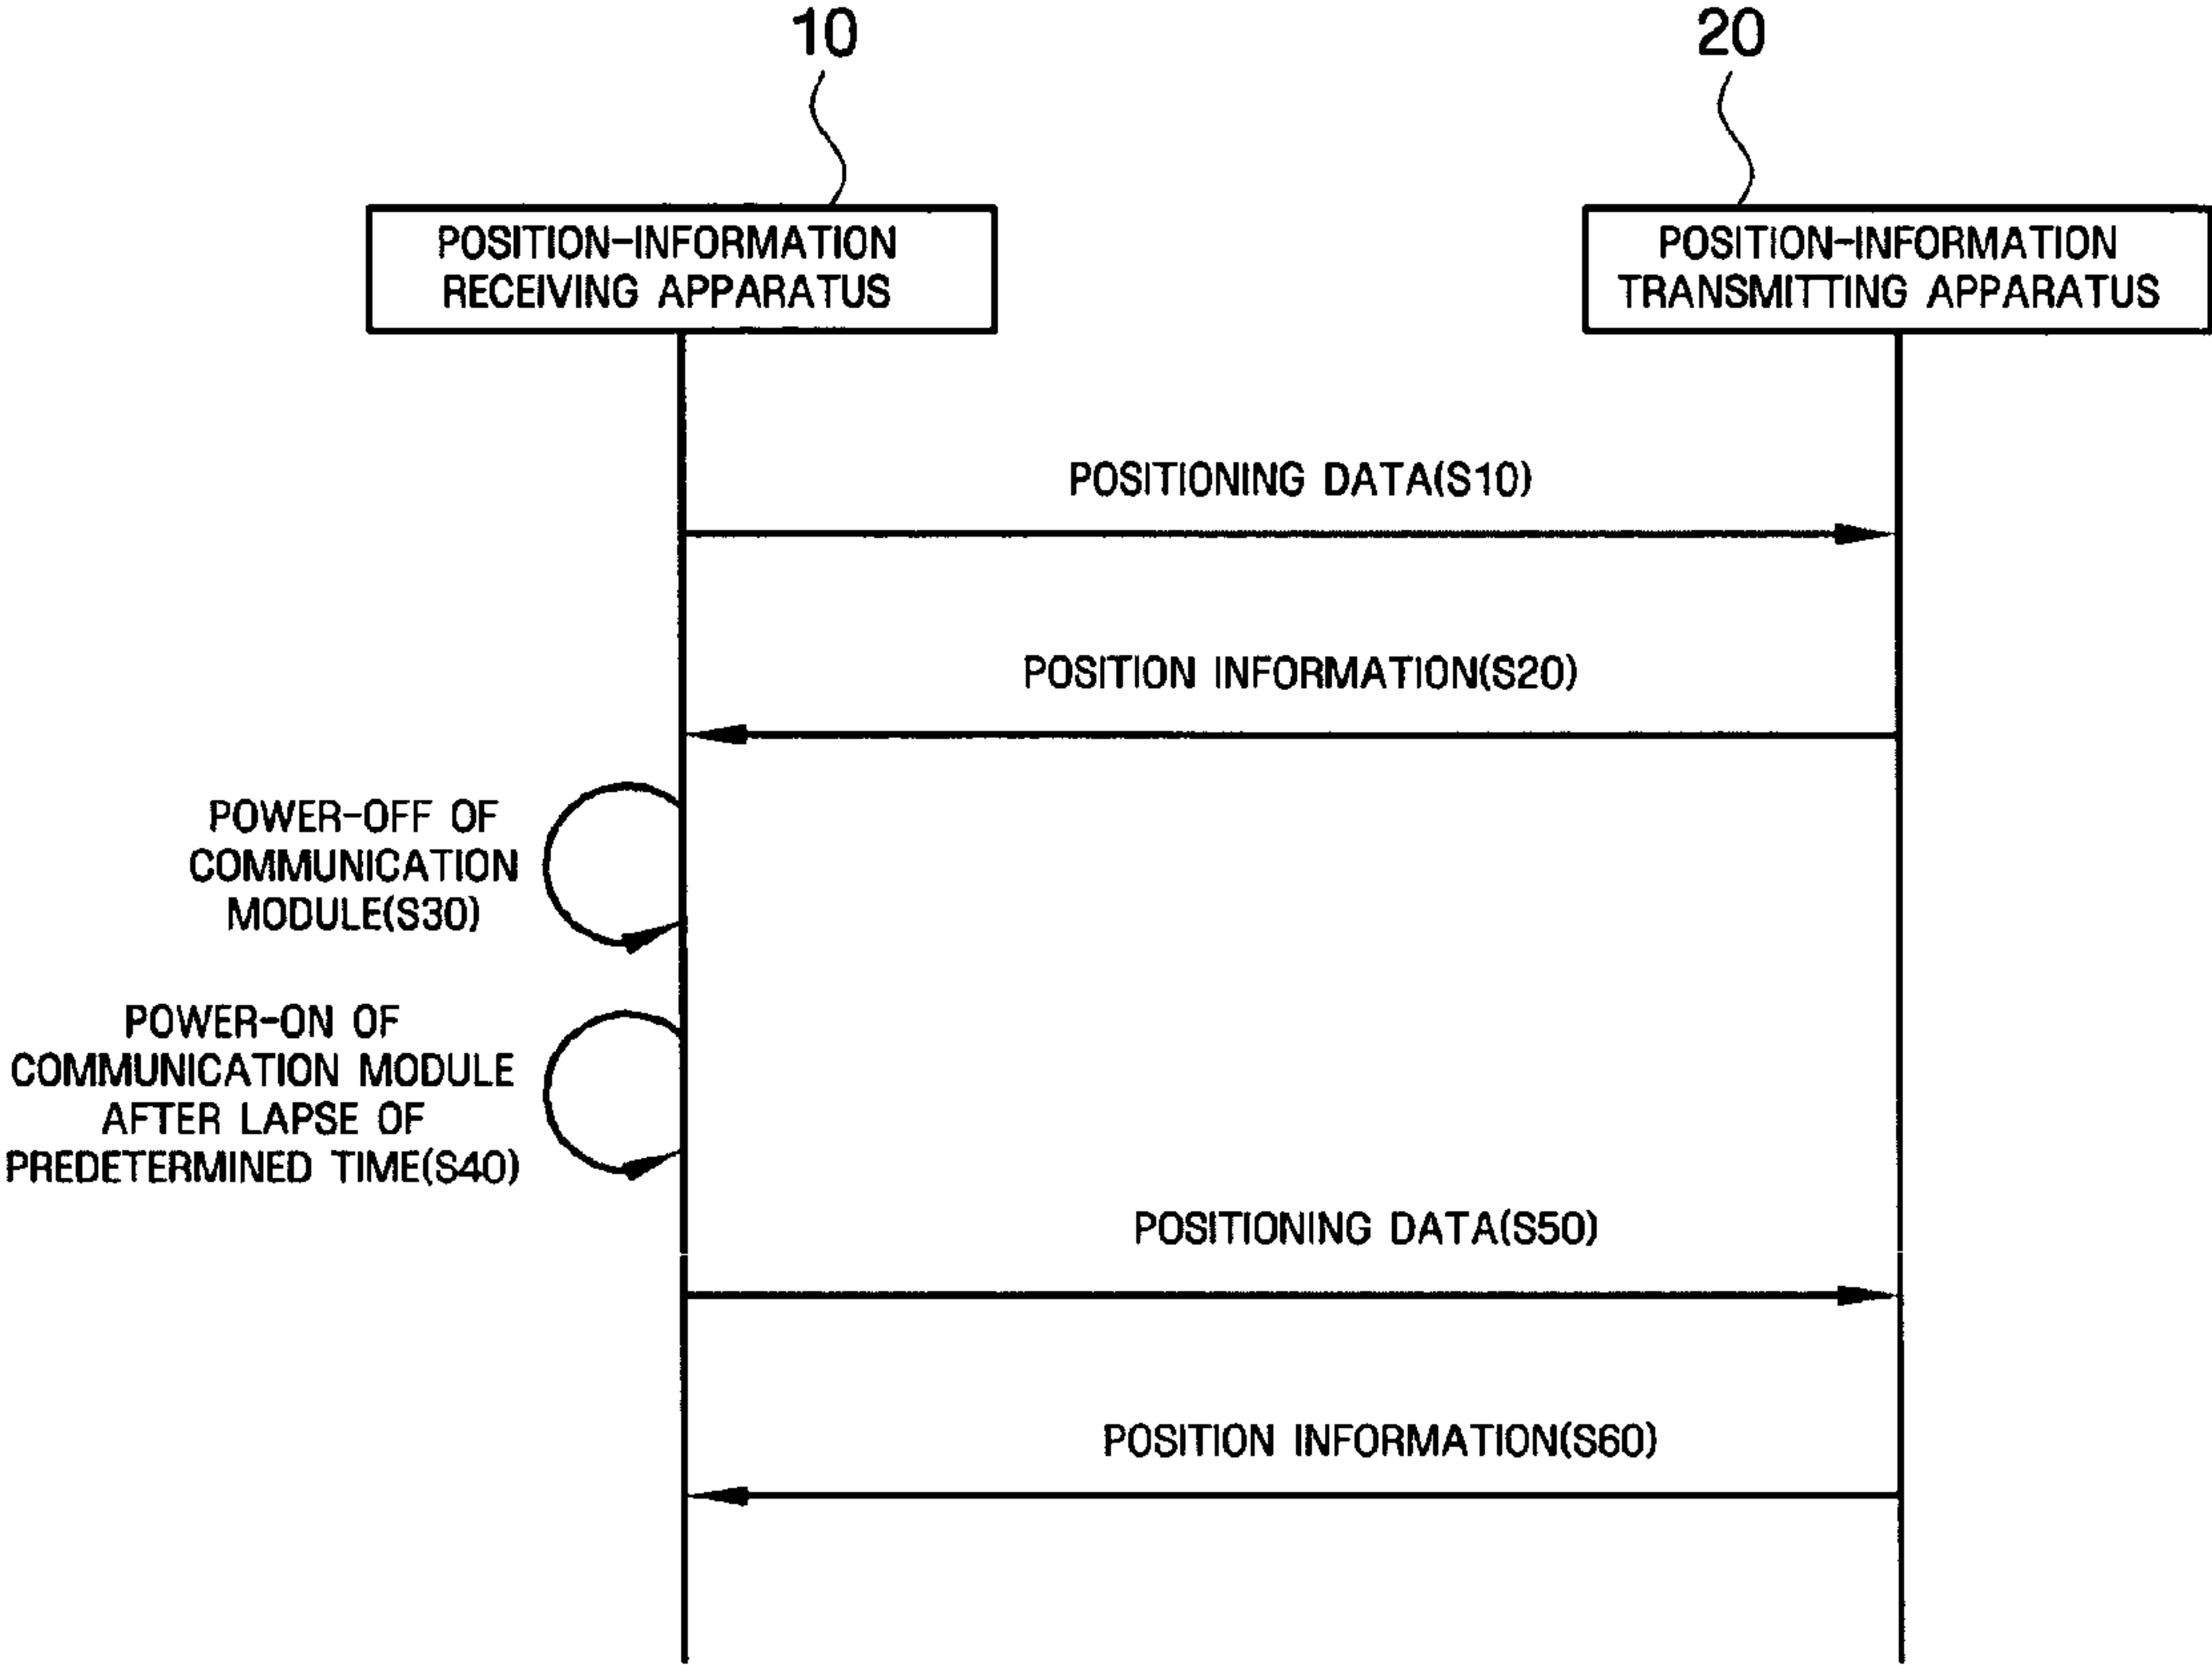 10
20
POSITION-INFORMATION
RECEIVING APPARATUS
POSITION-INFORMATION
TRANSMITTING APPARATUS
POSITIONING DATA(S10)
POSITION INFORMATION(S20)
POWER-OFF OF
COMMUNICATION
MODULE(S30)
POWER-ON OF
COMMUNICATION MODULE
AFTER LAPSE OF
PREDETERMINED TIME(S40)
POSITIONING DATA(S50)
POSITION INFORMATION(S60)